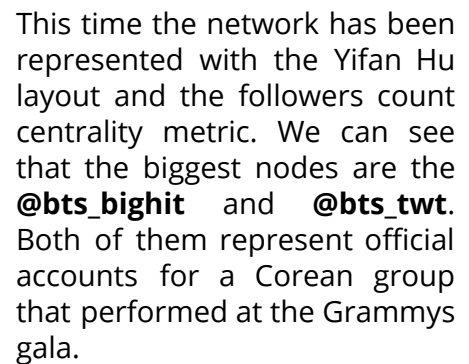 This time the network has been
represented with the Yifan Hu
layout and the followers count
centrality metric. We can see
that the biggest nodes are the
@bts_bighit and @bts_twt.
Both of them represent official
accounts for a Corean group
that performed at the Grammys
gala.